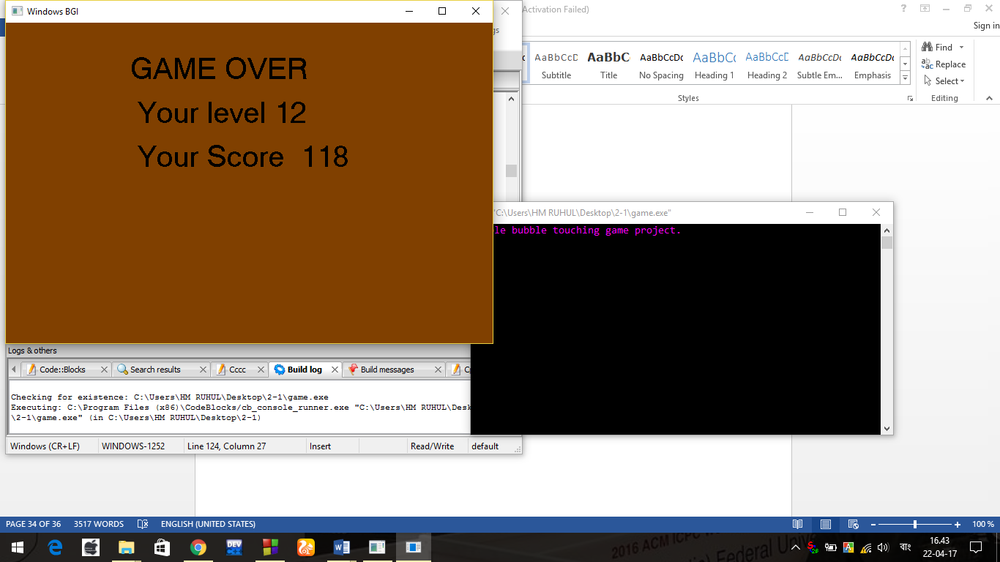 Windows BGI
GAME OVER
Your level 12
Your Score 118
Activation Failed)
Sign in
gs
AaBbCcD
AaBbC
AaBbCcDc
AaBbCc
AaBbCcD
AaBbCcDc
AaBbCcDc
Subtitle
Title
No Spacing
Heading 1
Heading 2
Subtle Em...
Emphasis
Styles
Find
Replace
Select
Editing
"C:\Users\HM RUHUL\Desktop\2-1\game.exe"
le bubble touching game project.
Logs & others
Code::Blocks
Search results
Cccc
Build log
Build messages
Checking for existence: C:\Users\HM RUHUL\Desktop\2-1\game.exe
Executing: C:\Program Files (x86)\CodeBlocks/cb_console_runner.exe "C:\Users\HM RUHUL\Desk
\2-1\game.exe" (in C:\Users\HM RUHUL\Desktop\2-1)
Windows (CR+LF) WINDOWS-1252 Line 124, Column 27 Insert Read/Write default
PAGE 34 OF 36 3517 WORDS ENGLISH (UNITED STATES) 100 %
DEV
বাং
16.43
22-04-17
2016 ACM ICPC
Federal Univ